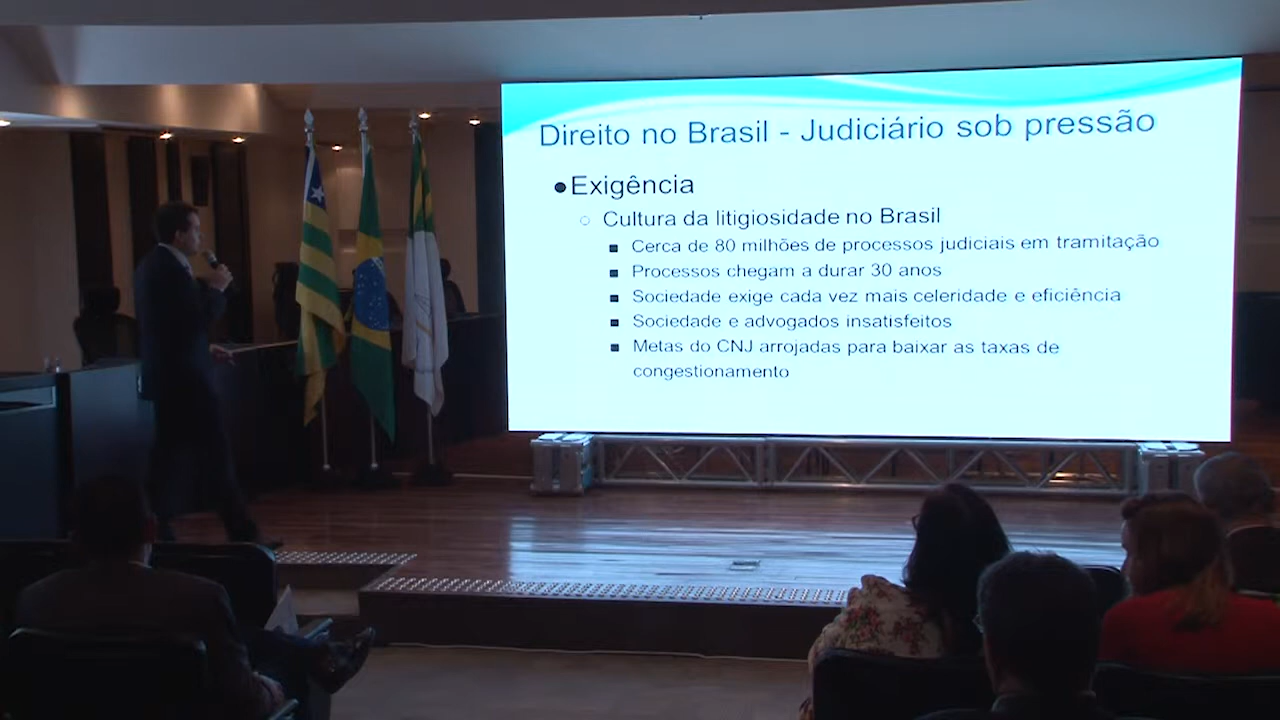 Direito no Brasil - Judiciário sob pressão
Exigência
Cultura da litigiosidade no Brasil
Cerca de 80 milhões de processos judiciais em tramitação
Processos chegam a durar 30 anos
Sociedade exige cada vez mais celeridade e eficiência
Sociedade e advogados insatisfeitos
Metas do CNJ arrojadas para baixar as taxas de
congestionamento